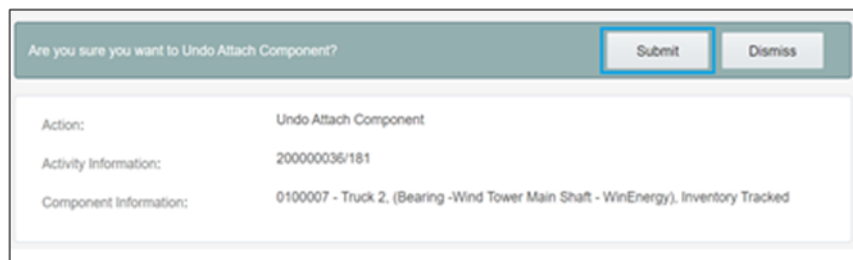 Are you sure you want to Undo Attach Component?
Submit
Dismiss
Action:
Undo Attach Component
Activity Information:
200000036/181
Component Information:
0100007 - Truck 2, (Bearing -Wind Tower Main Shaft - WinEnergy), Inventory Tracked